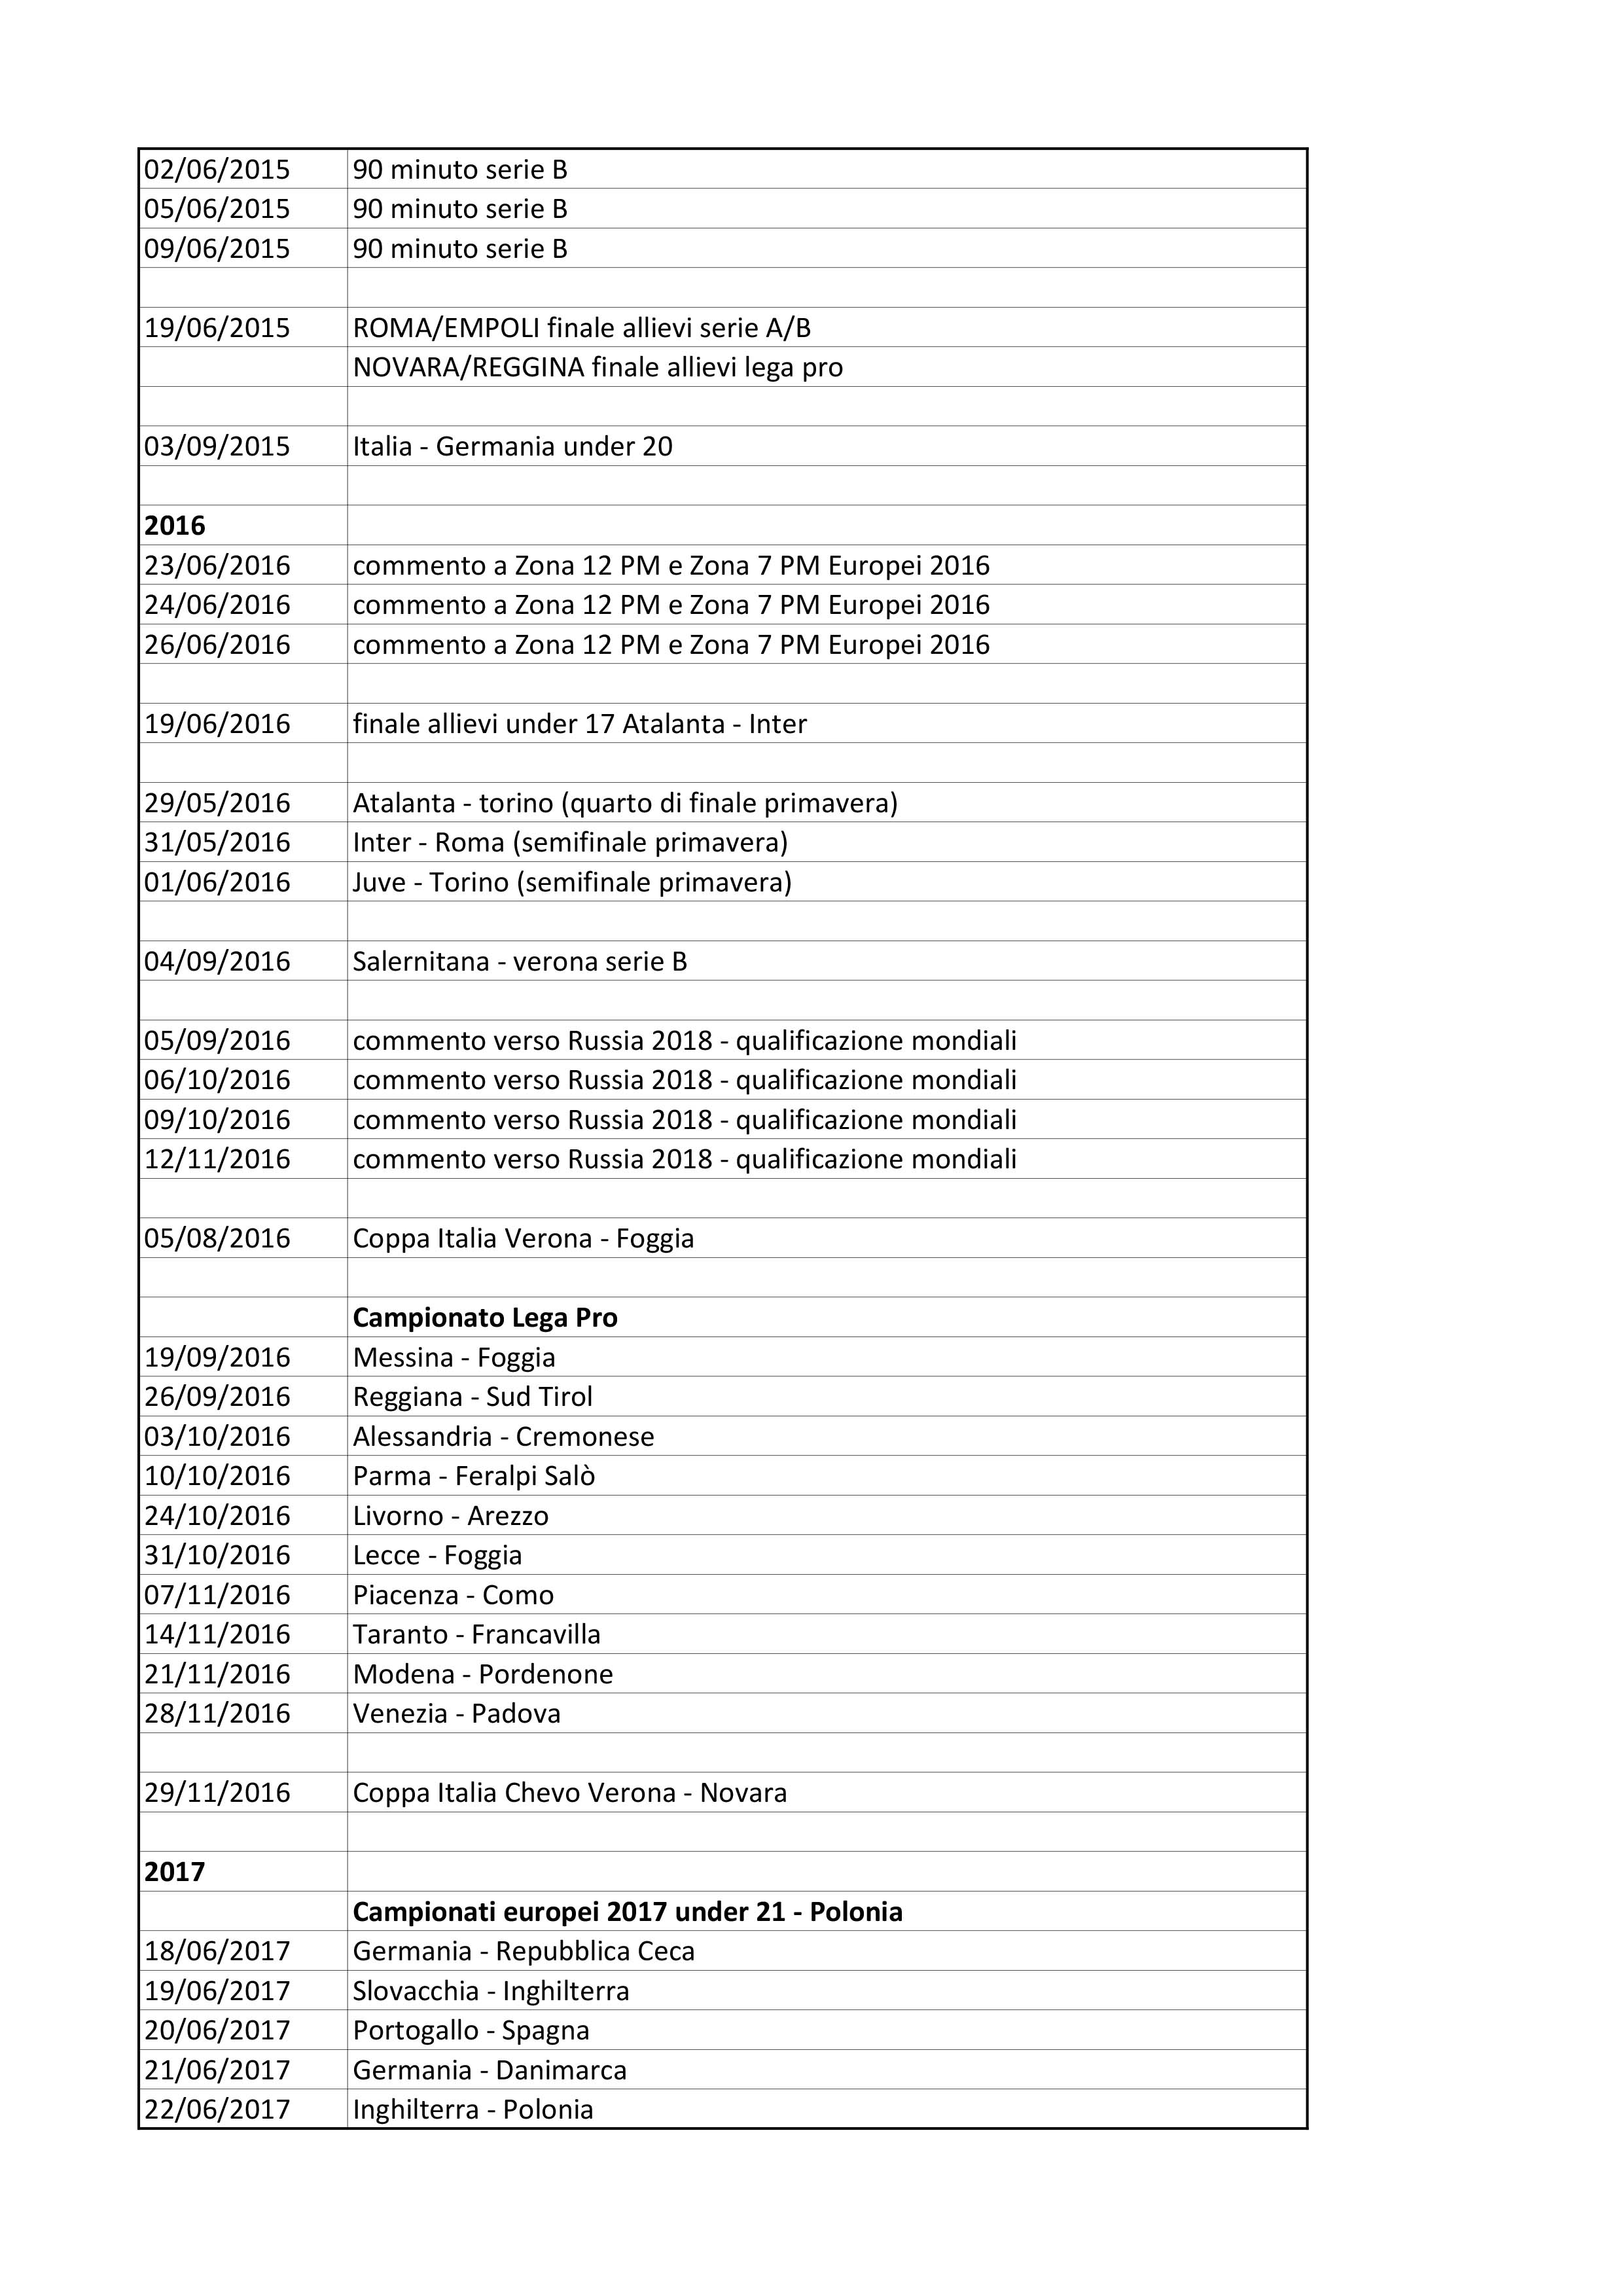 02/06/2015 90 minuto serie B
05/06/2015 90 minuto serie B
09/06/2015 90 minuto serie B
19/06/2015 ROMA/EMPOLI finale allievi serie A/B
NOVARA/REGGINA finale allievi lega pro
03/09/2015 Italia - Germania under 20
2016
23/06/2016 commento a Zona 12 PM e Zona 7 PM Europei 2016
24/06/2016 commento a Zona 12 PM e Zona 7 PM Europei 2016
26/06/2016 commento a Zona 12 PM e Zona 7 PM Europei 2016
19/06/2016 finale allievi under 17 Atalanta - Inter
29/05/2016 Atalanta - torino (quarto di finale primavera)
31/05/2016 Inter - Roma (semifinale primavera)
01/06/2016 Juve - Torino (semifinale primavera)
04/09/2016 Salernitana - verona serie B
05/09/2016 commento verso Russia 2018 - qualificazione mondiali
06/10/2016 commento verso Russia 2018 - qualificazione mondiali
09/10/2016 commento verso Russia 2018 - qualificazione mondiali
12/11/2016 commento verso Russia 2018 - qualificazione mondiali
05/08/2016 Coppa Italia Verona - Foggia
Campionato Lega Pro
19/09/2016 Messina - Foggia
26/09/2016 Reggiana - Sud Tirol
03/10/2016 Alessandria - Cremonese
10/10/2016 Parma - Feralpi Salò
24/10/2016 Livorno - Arezzo
31/10/2016 Lecce - Foggia
07/11/2016 Piacenza - Como
14/11/2016 Taranto - Francavilla
21/11/2016 Modena - Pordenone
28/11/2016 Venezia - Padova
29/11/2016 Coppa Italia Chevo Verona - Novara
2017
Campionati europei 2017 under 21 - Polonia
18/06/2017 Germania - Repubblica Ceca
19/06/2017 Slovacchia - Inghilterra
20/06/2017 Portogallo - Spagna
21/06/2017 Germania - Danimarca
22/06/2017 Inghilterra - Polonia